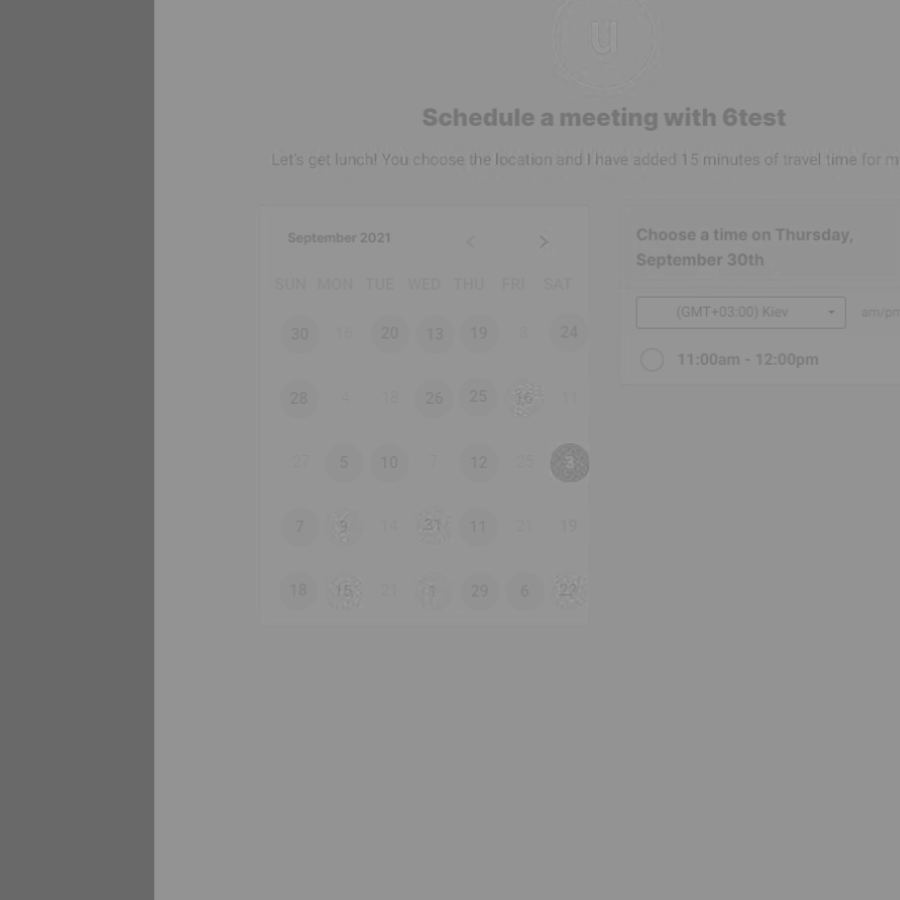 u
Schedule a meeting with 6test
Let's get lunch! You choose the location and I have added 15 minutes of travel time for
September 2021
SUN MON TUE WED THU FRI SAT
30 16 20 13 19 8 24
28 4 18 26 25 16 11
27 5 10 7 12 25 3
7 9 14 31 11 21 19
18 15 21 1 29 6 22
Choose a time on Thursday,
September 30th
(GMT+03:00) Kiev am/pm
11:00am - 12:00pm